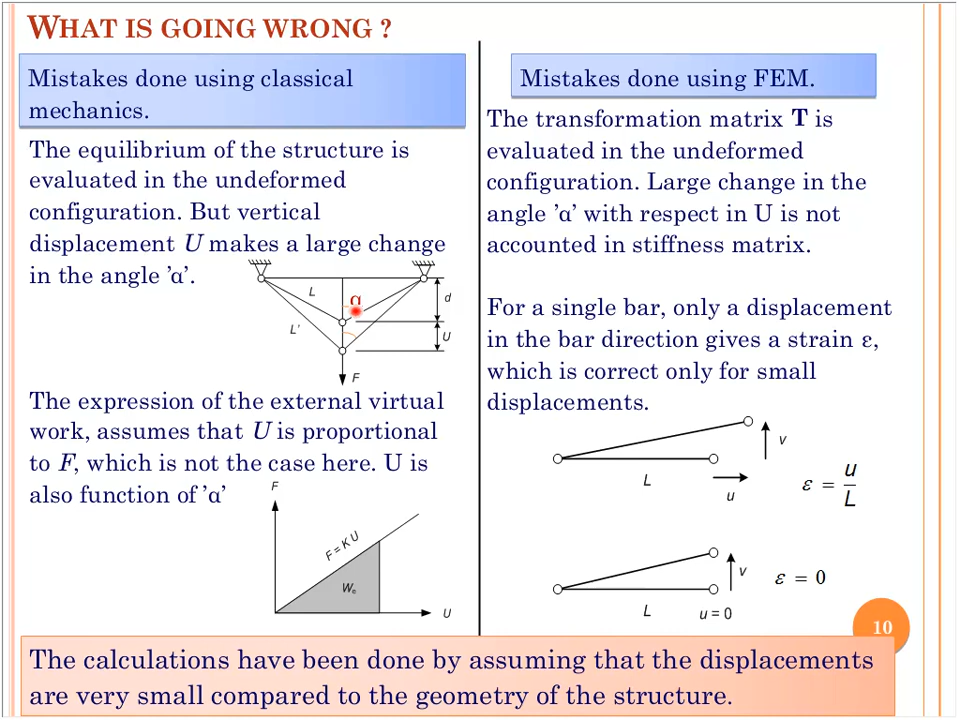 WHAT IS GOING WRONG ?
Mistakes done using classical
mechanics.
The equilibrium of the structure is
evaluated in the undeformed
configuration. But vertical
displacement U makes a large change
in the angle ’α’.
L
α
d
L'
U
F
The expression of the external virtual
work, assumes that U is proportional
to F, which is not the case here. U is
also function of ’α’
F
F = K U
We
U
Mistakes done using FEM.
The transformation matrix T is
evaluated in the undeformed
configuration. Large change in the
angle ’α’ with respect in U is not
accounted in stiffness matrix.
For a single bar, only a displacement
in the bar direction gives a strain ε,
which is correct only for small
displacements.
v
L
u
ε = u/L
v
ε = 0
L
u = 0
10
The calculations have been done by assuming that the displacements
are very small compared to the geometry of the structure.